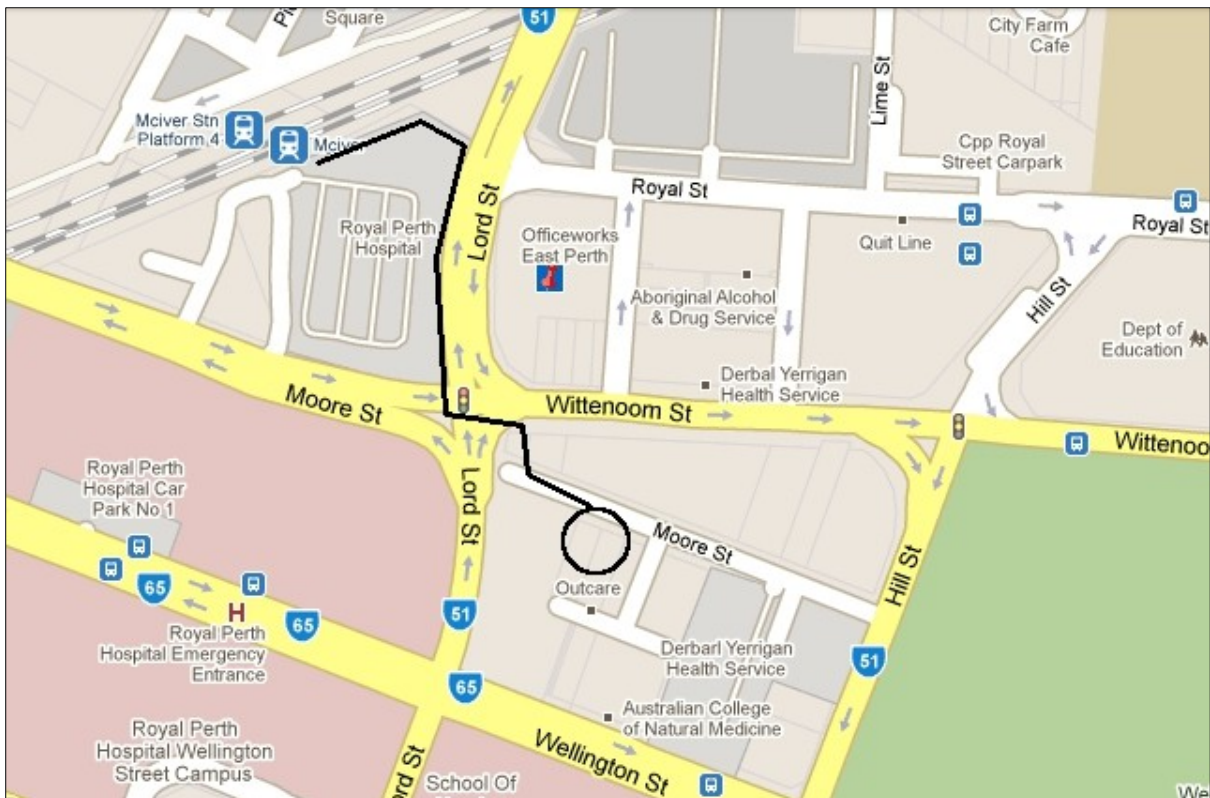 51
Square
City Farm
Cafe
Lime St
Mciver Stn
Platform 4
Mciver
Cpp Royal
Street Carpark
Royal St
Royal St
Lord St
Royal Perth
Hospital
Officeworks
East Perth
Quit Line
Hill St
Aboriginal Alcohol
& Drug Service
Dept of
Education
Derbal Yerrigan
Health Service
Moore St
Wittenoom St
Wittenoo
Royal Perth
Hospital Car
Park No 1
Lord St
Moore St
Hill St
65
H
65
51
Outcare
Royal Perth
Hospital Emergency
Entrance
Derbarl Yerrigan
Health Service
51
65
Australian College
of Natural Medicine
Royal Perth
Hospital Wellington
Street Campus
Wellington St
ord St
School Of
We